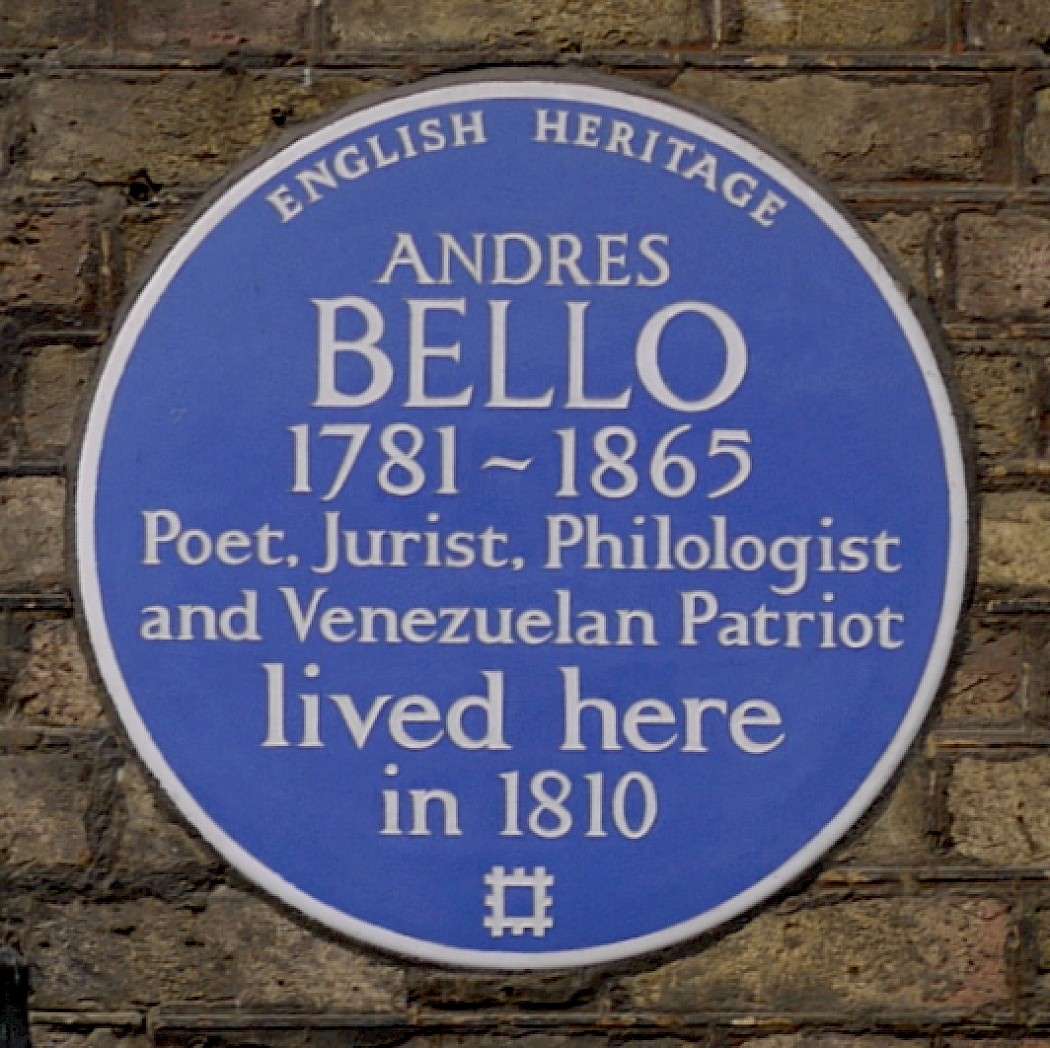 ENGLISH HERITAGE
ANDRES
BELLO
1781 ~ 1865
Poet, Jurist, Philologist
and Venezuelan Patriot
lived here
in 1810